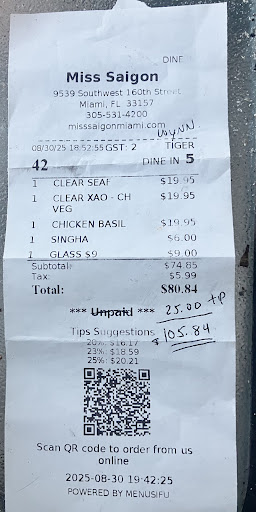 DINE
Miss Saigon
9539 Southwest 160th Street
Miami, FL 33157
305-531-4200
misssaigonmiami.com
wynn.
08/30/25 18:52:55 GST: 2 TIGER
42 DINE IN 5
1 CLEAR SEAF $19.95
1 CLEAR XAO - CH VEG $19.95
1 CHICKEN BASIL $19.95
1 SINGHA $6.00
1 GLASS $9 $9.00
Subtotal: $74.85
Tax: $5.99
Total: $80.84
*** Unpaid *** 25.00 tp
Tips Suggestions $105.84
20%: $16.17
23%: $18.59
25%: $20.21
Scan QR code to order from us
online
2025-08-30 19:42:25
POWERED BY MENUSIFU